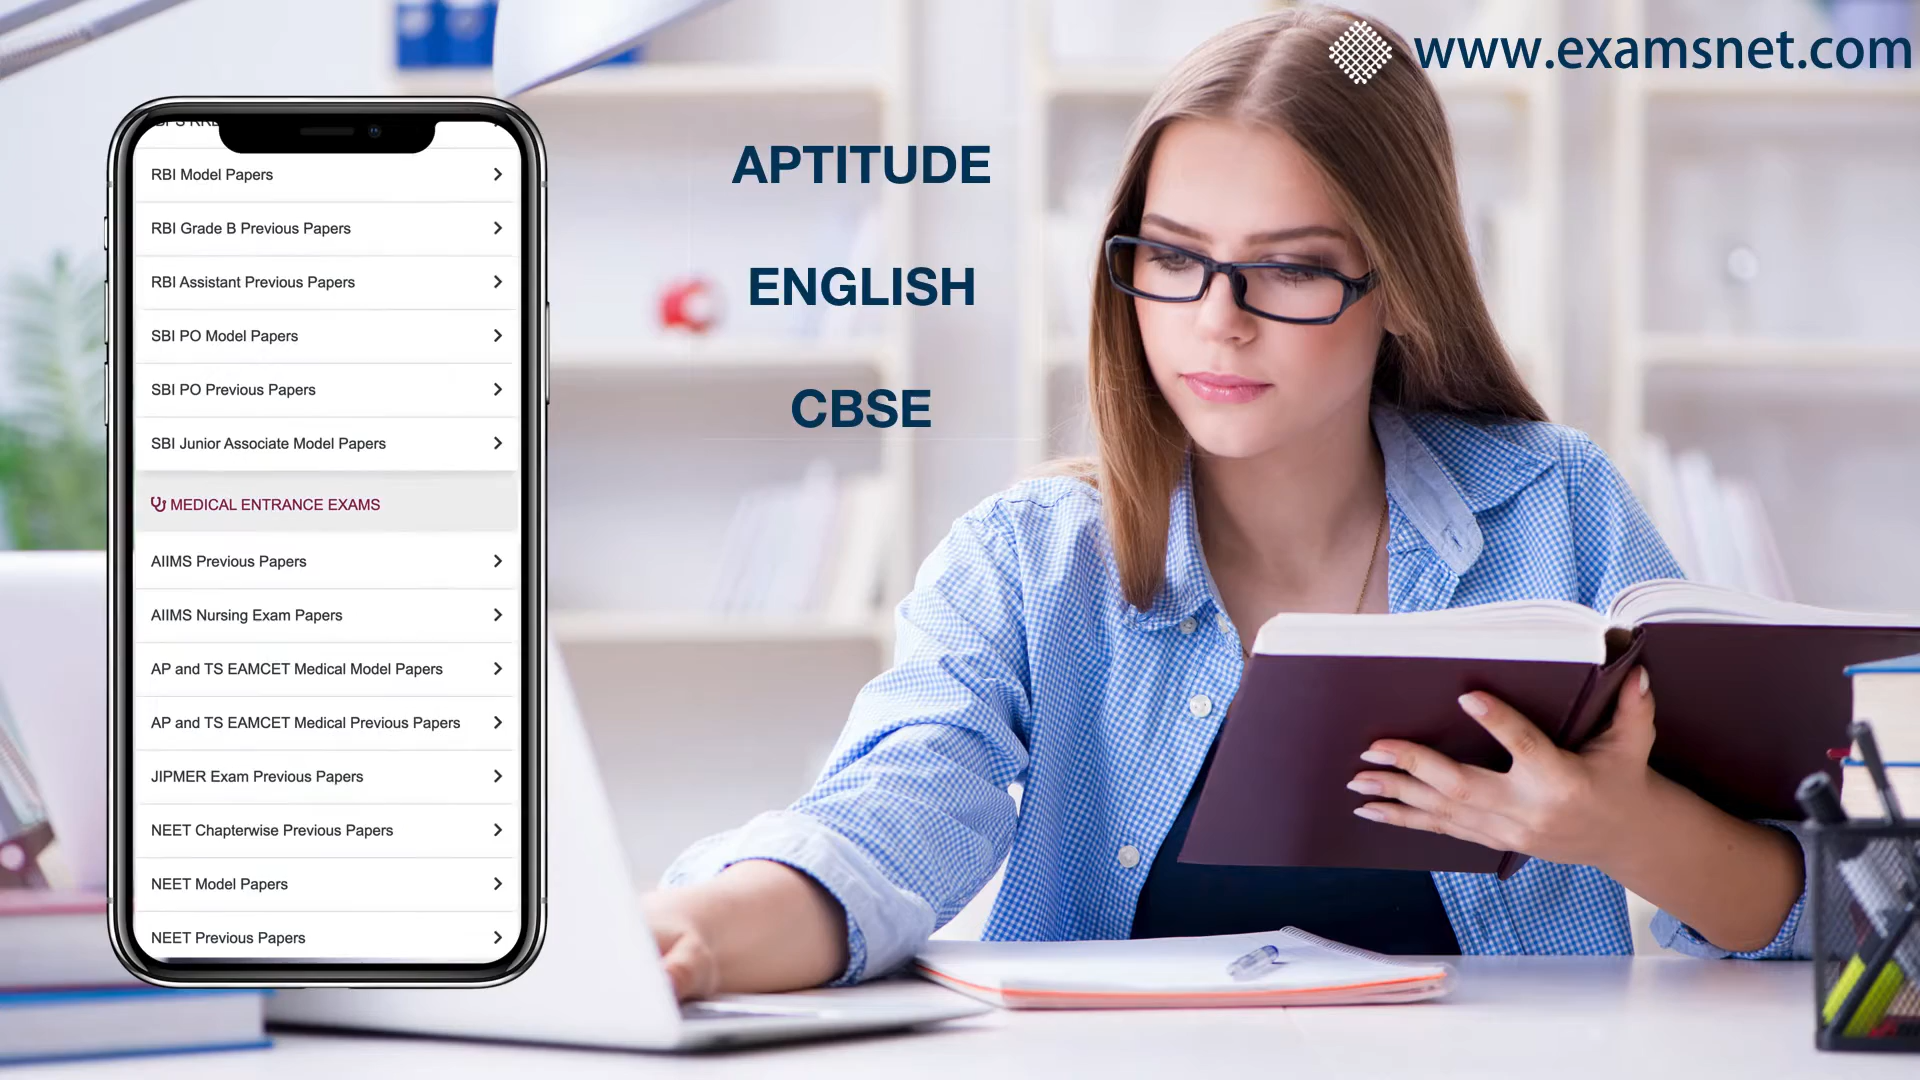 www.examsnet.com
RBI Model Papers
RBI Grade B Previous Papers
RBI Assistant Previous Papers
SBI PO Model Papers
SBI PO Previous Papers
SBI Junior Associate Model Papers
MEDICAL ENTRANCE EXAMS
AIIMS Previous Papers
AIIMS Nursing Exam Papers
AP and TS EAMCET Medical Model Papers
AP and TS EAMCET Medical Previous Papers
JIPMER Exam Previous Papers
NEET Chapterwise Previous Papers
NEET Model Papers
NEET Previous Papers
APTITUDE
ENGLISH
CBSE